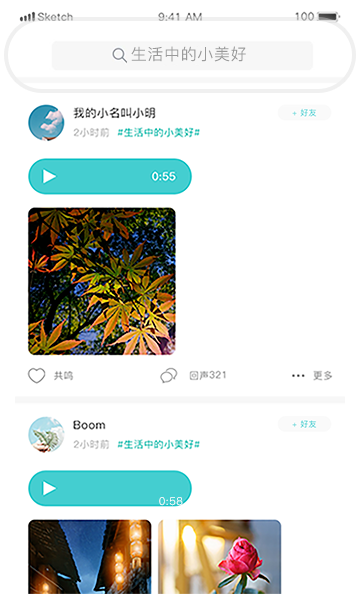 Sketch 9:41 AM 100
生活中的小美好
我的小名叫小明
+ 好友
2小时前 #生活中的小美好#
0:55
共鸣 回声321 更多
Boom
+ 好友
2小时前 #生活中的小美好#
0:58